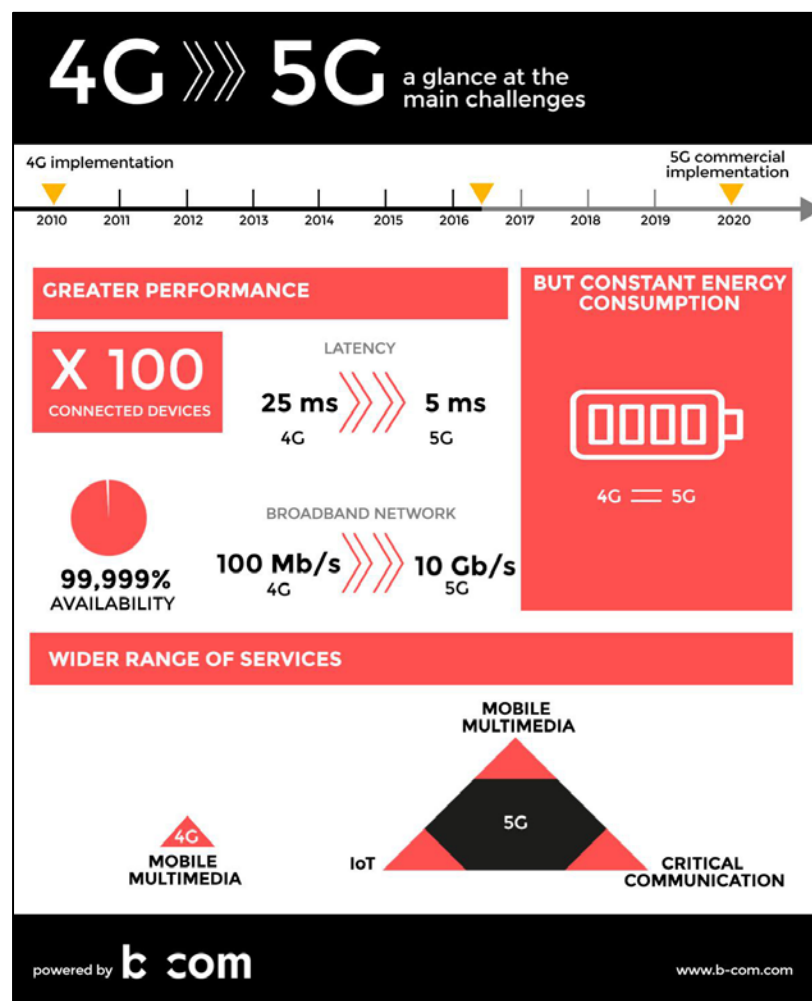 4G 5G a glance at the
main challenges
4G implementation
5G commercial
implementation
2010 2011 2012 2013 2014 2015 2016 2017 2018 2019 2020
GREATER PERFORMANCE
X 100
CONNECTED DEVICES
LATENCY
25 ms 5 ms
4G 5G
99,999%
AVAILABILITY
BROADBAND NETWORK
100 Mb/s 10 Gb/s
4G 5G
BUT CONSTANT ENERGY
CONSUMPTION
4G = 5G
WIDER RANGE OF SERVICES
4G
MOBILE
MULTIMEDIA
MOBILE
MULTIMEDIA
5G
IoT
CRITICAL
COMMUNICATION
powered by b com
www.b-com.com